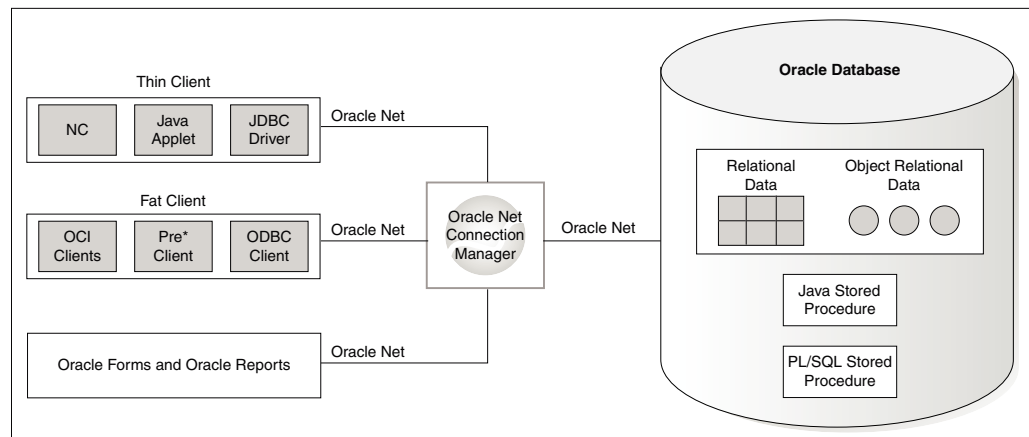 Thin Client
NC
Java
Applet
JDBC
Driver
Oracle Net
Fat Client
OCI
Clients
Pre*
Client
ODBC
Client
Oracle Net
Oracle Forms and Oracle Reports
Oracle Net
Oracle Net
Connection
Manager
Oracle Net
Oracle Database
Relational
Data
Object Relational
Data
Java Stored
Procedure
PL/SQL Stored
Procedure